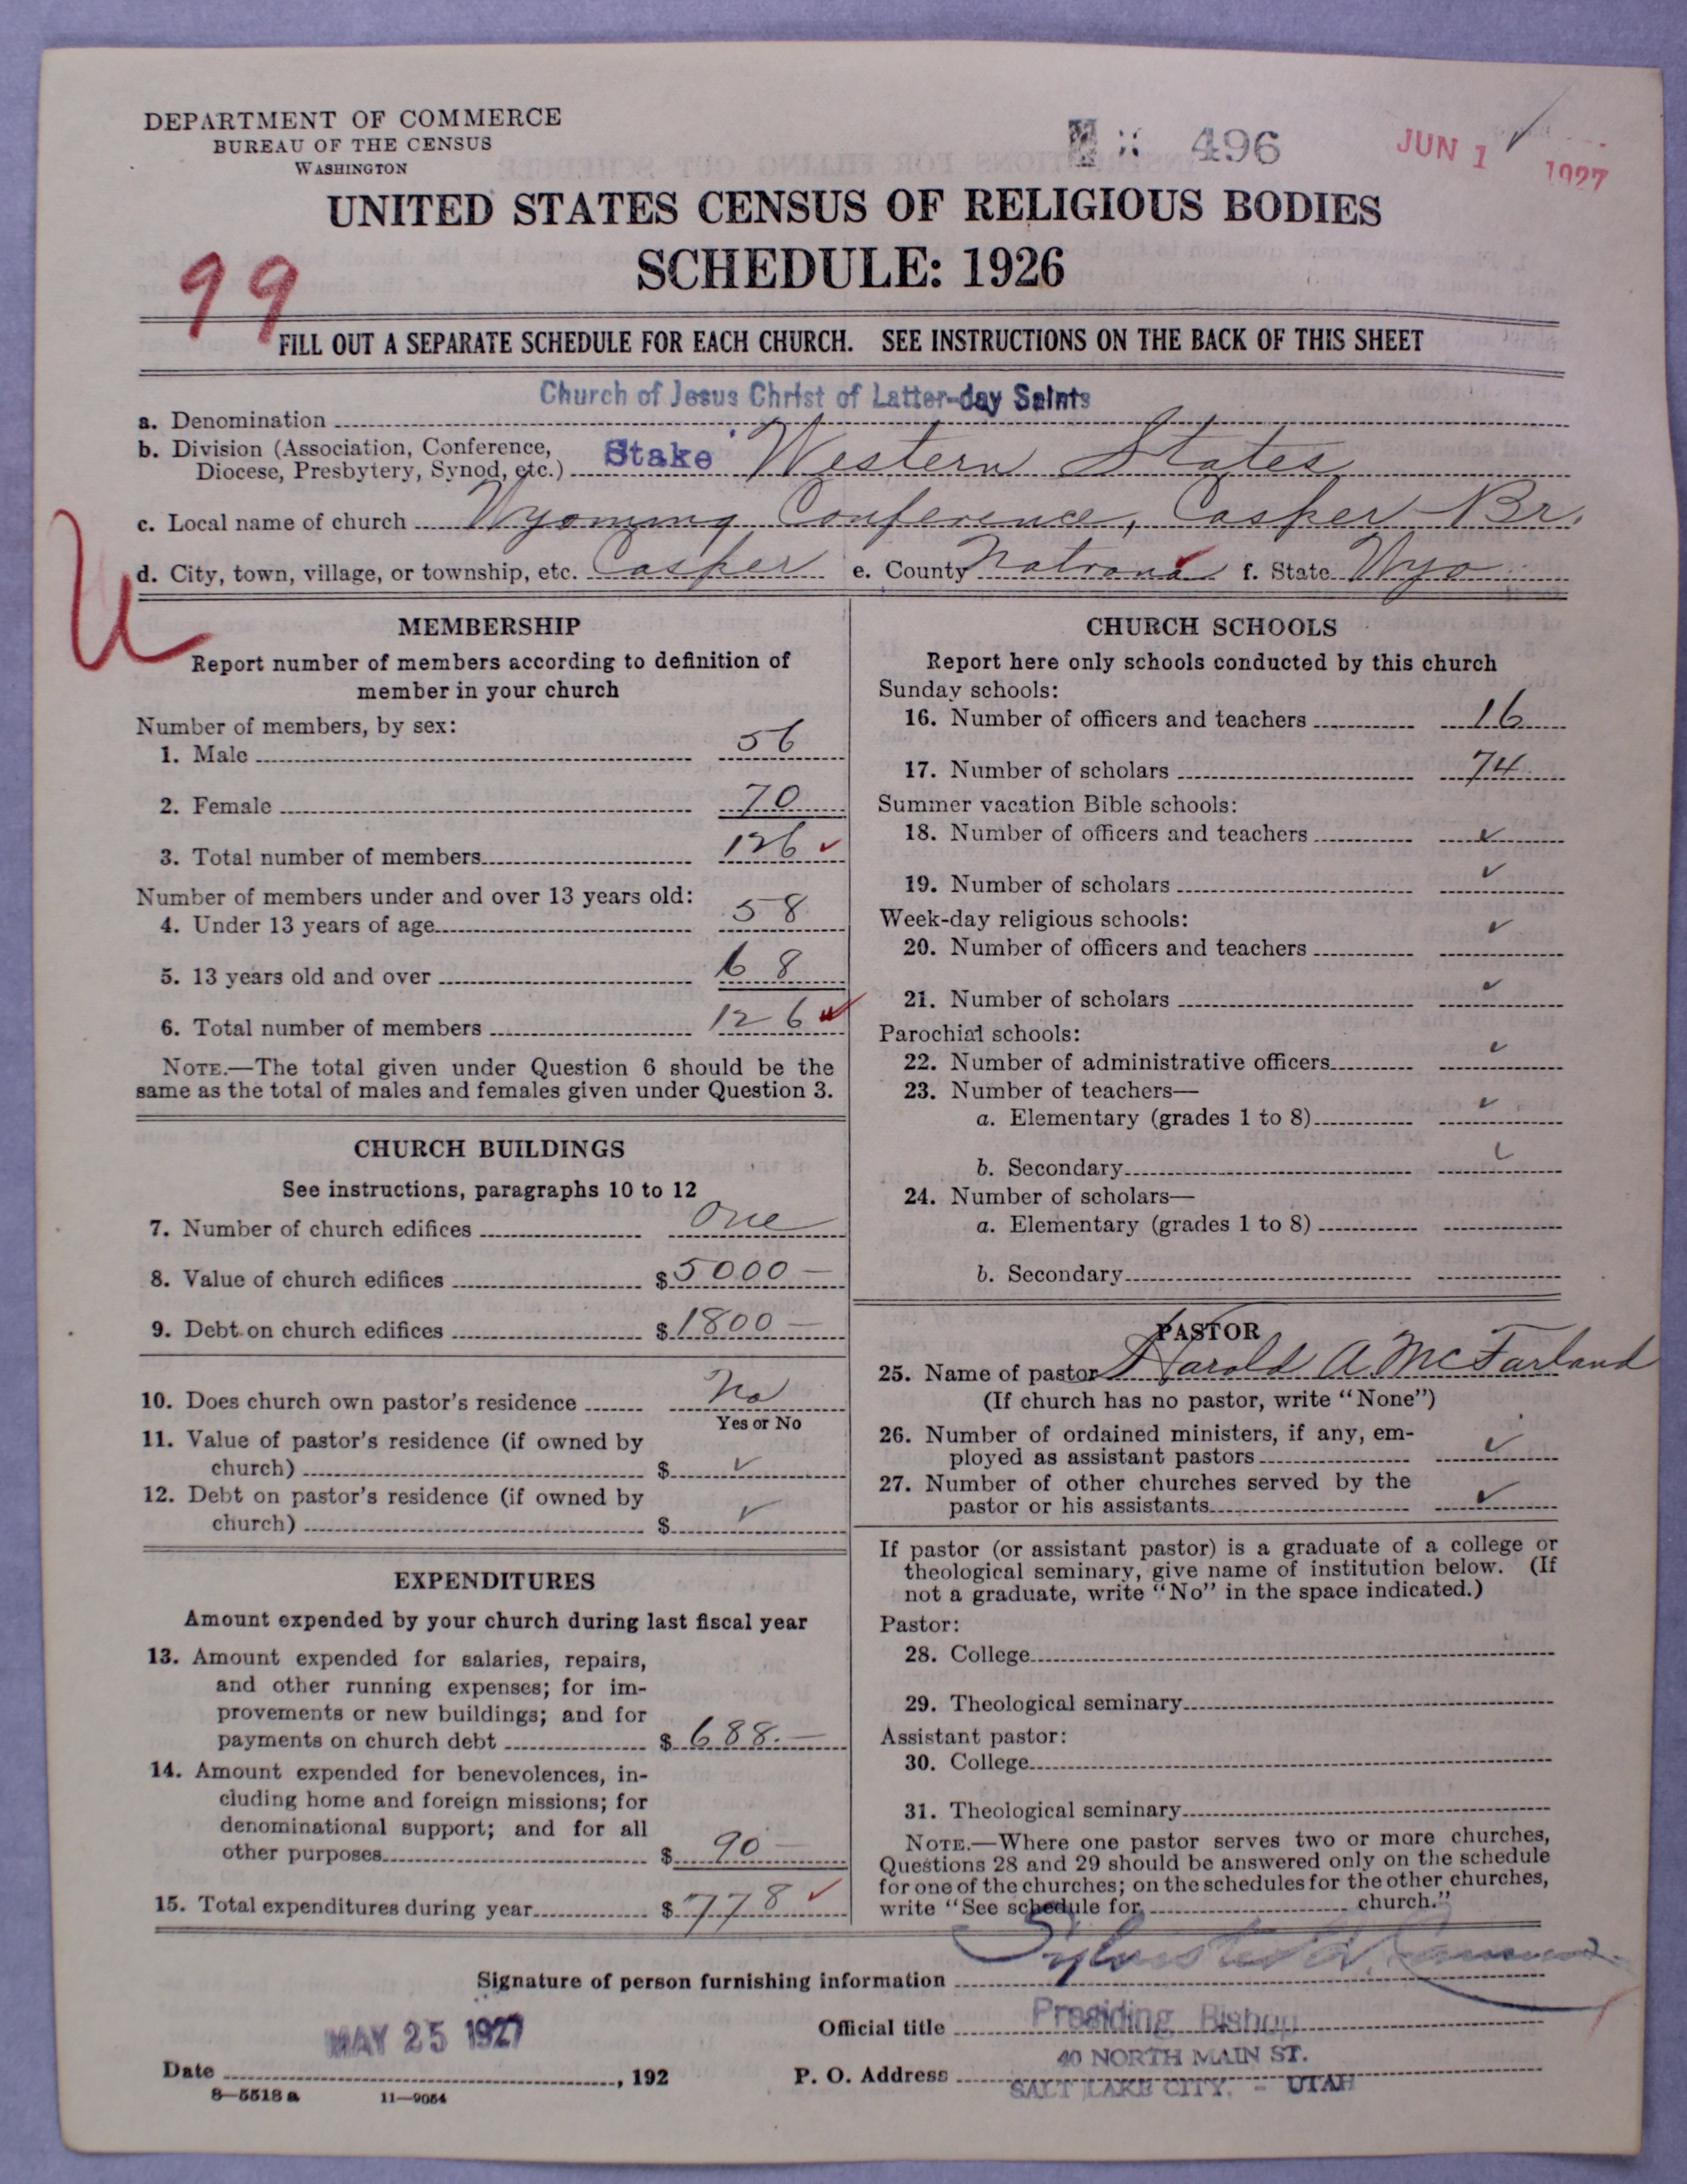 DEPARTMENT OF COMMERCE
BUREAU OF THE CENSUS
WASHINGTON
496
JUN 1 1927
UNITED STATES CENSUS OF RELIGIOUS BODIES
SCHEDULE: 1926
99
FILL OUT A SEPARATE SCHEDULE FOR EACH CHURCH. SEE INSTRUCTIONS ON THE BACK OF THIS SHEET
Church of Jesus Christ of Latter-day Saints
a. Denomination
b. Division (Association, Conference,
Diocese, Presbytery, Synod, etc.) Stake Western States
c. Local name of church Wyoming Conference, Casper Br.
d. City, town, village, or township, etc. Casper e. County Natrona f. State Wyo
U
MEMBERSHIP
Report number of members according to definition of
member in your church
Number of members, by sex:
1. Male 56
2. Female 70
3. Total number of members 126 ✓
Number of members under and over 13 years old:
4. Under 13 years of age 58
5. 13 years old and over 68
6. Total number of members 126 ✓
NOTE.—The total given under Question 6 should be the
same as the total of males and females given under Question 3.
CHURCH BUILDINGS
See instructions, paragraphs 10 to 12
7. Number of church edifices One
8. Value of church edifices $ 5000 —
9. Debt on church edifices $ 1800 —
10. Does church own pastor's residence No
Yes or No
11. Value of pastor's residence (if owned by
church) $ ✓
12. Debt on pastor's residence (if owned by
church) $ ✓
EXPENDITURES
Amount expended by your church during last fiscal year
13. Amount expended for salaries, repairs,
and other running expenses; for im-
provements or new buildings; and for
payments on church debt $ 688. —
14. Amount expended for benevolences, in-
cluding home and foreign missions; for
denominational support; and for all
other purposes $ 90 —
15. Total expenditures during year $ 778 ✓
CHURCH SCHOOLS
Report here only schools conducted by this church
Sunday schools:
16. Number of officers and teachers 16
17. Number of scholars 74
Summer vacation Bible schools:
18. Number of officers and teachers ✓
19. Number of scholars ✓
Week-day religious schools:
20. Number of officers and teachers ✓
21. Number of scholars ✓
Parochial schools:
22. Number of administrative officers ✓
23. Number of teachers—
a. Elementary (grades 1 to 8) ✓
b. Secondary ✓
24. Number of scholars—
a. Elementary (grades 1 to 8)
b. Secondary
PASTOR
25. Name of pastor Harold A McFarland
(If church has no pastor, write "None")
26. Number of ordained ministers, if any, em-
ployed as assistant pastors ✓
27. Number of other churches served by the
pastor or his assistants ✓
If pastor (or assistant pastor) is a graduate of a college or
theological seminary, give name of institution below. (If
not a graduate, write "No" in the space indicated.)
Pastor:
28. College
29. Theological seminary
Assistant pastor:
30. College
31. Theological seminary
NOTE.—Where one pastor serves two or more churches,
Questions 28 and 29 should be answered only on the schedule
for one of the churches; on the schedules for the other churches,
write "See schedule for church."
Signature of person furnishing information Sylvester Q. Cannon
Official title Presiding Bishop
MAY 25 1927
Date , 192
P. O. Address 40 NORTH MAIN ST.
SALT LAKE CITY, - UTAH
8—5518a 11—9054